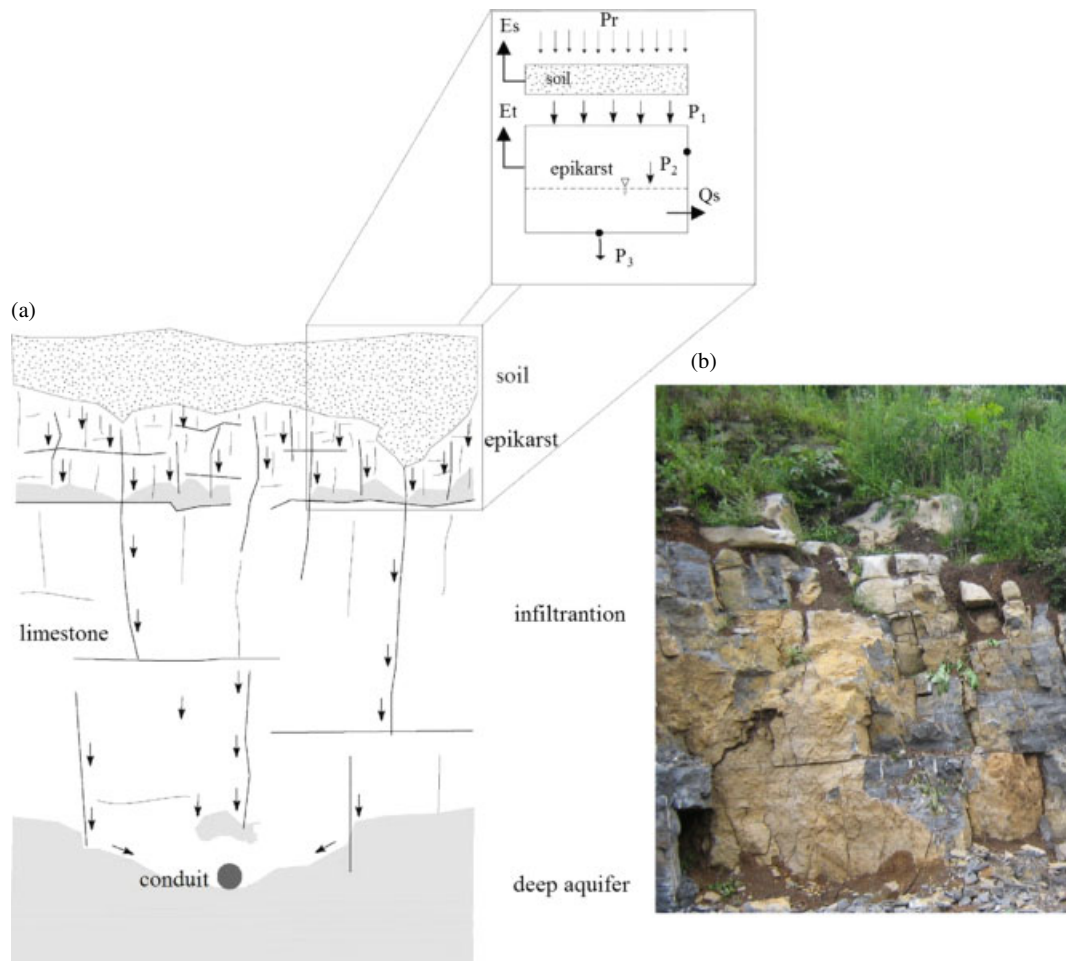 Es
Pr
soil
Et
P1
epikarst
P2
Qs
P3
(a)
(b)
soil
epikarst
limestone
infiltrantion
conduit
deep aquifer